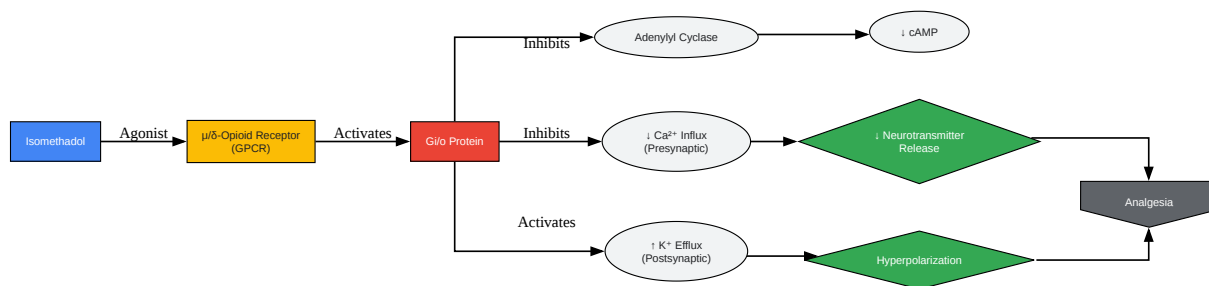 Isomethadol
Agonist
μ/δ-Opioid Receptor
(GPCR)
Activates
Gi/o Protein
Inhibits
Adenylyl Cyclase
↓ cAMP
Inhibits
↓ Ca²⁺ Influx
(Presynaptic)
↓ Neurotransmitter
Release
Activates
↑ K⁺ Efflux
(Postsynaptic)
Hyperpolarization
Analgesia